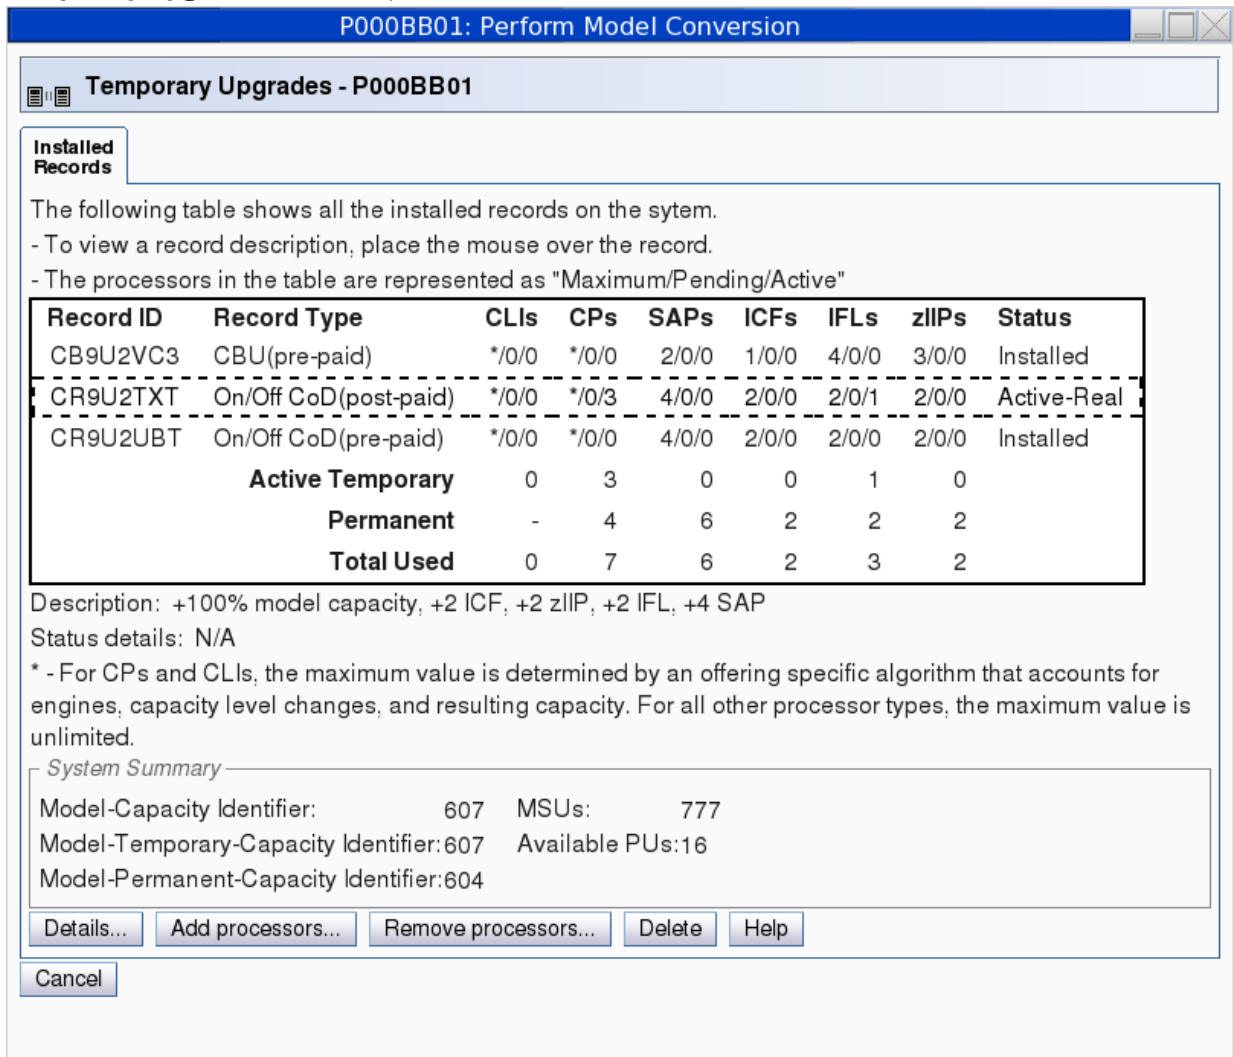 P000BB01: Perform Model Conversion
Temporary Upgrades - P000BB01
Installed
Records
The following table shows all the installed records on the sytem.
- To view a record description, place the mouse over the record.
- The processors in the table are represented as "Maximum/Pending/Active"
Record ID Record Type CLIs CPs SAPs ICFs IFLs zIIPs Status
CB9U2VC3 CBU(pre-paid) */0/0 */0/0 2/0/0 1/0/0 4/0/0 3/0/0 Installed
CR9U2TXT On/Off CoD(post-paid) */0/0 */0/3 4/0/0 2/0/0 2/0/1 2/0/0 Active-Real
CR9U2UBT On/Off CoD(pre-paid) */0/0 */0/0 4/0/0 2/0/0 2/0/0 2/0/0 Installed
Active Temporary 0 3 0 0 1 0
Permanent - 4 6 2 2 2
Total Used 0 7 6 2 3 2
Description: +100% model capacity, +2 ICF, +2 zIIP, +2 IFL, +4 SAP
Status details: N/A
* - For CPs and CLIs, the maximum value is determined by an offering specific algorithm that accounts for
engines, capacity level changes, and resulting capacity. For all other processor types, the maximum value is
unlimited.
System Summary
Model-Capacity Identifier: 607 MSUs: 777
Model-Temporary-Capacity Identifier:607 Available PUs:16
Model-Permanent-Capacity Identifier:604
Details... Add processors... Remove processors... Delete Help
Cancel